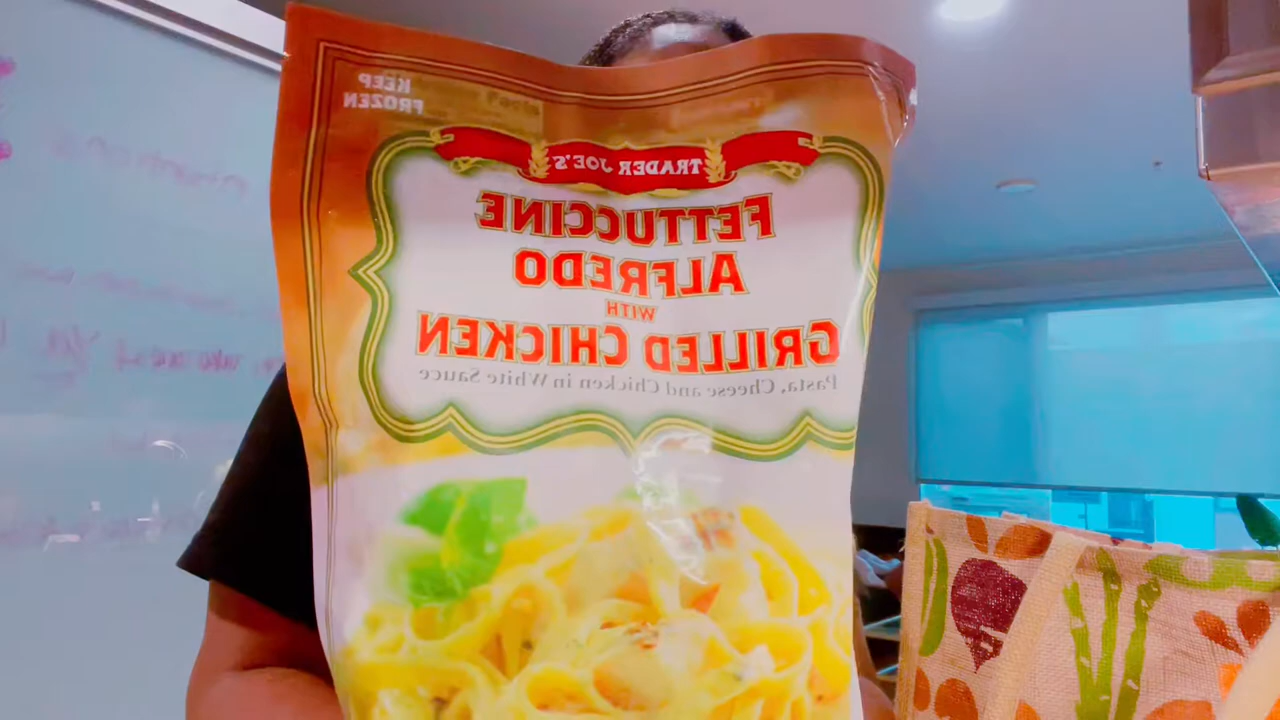 KEEP
FROZEN
TRADER JOE'S
FETTUCCINE
ALFREDO
WITH
GRILLED CHICKEN
Pasta, Cheese and Chicken in White Sauce